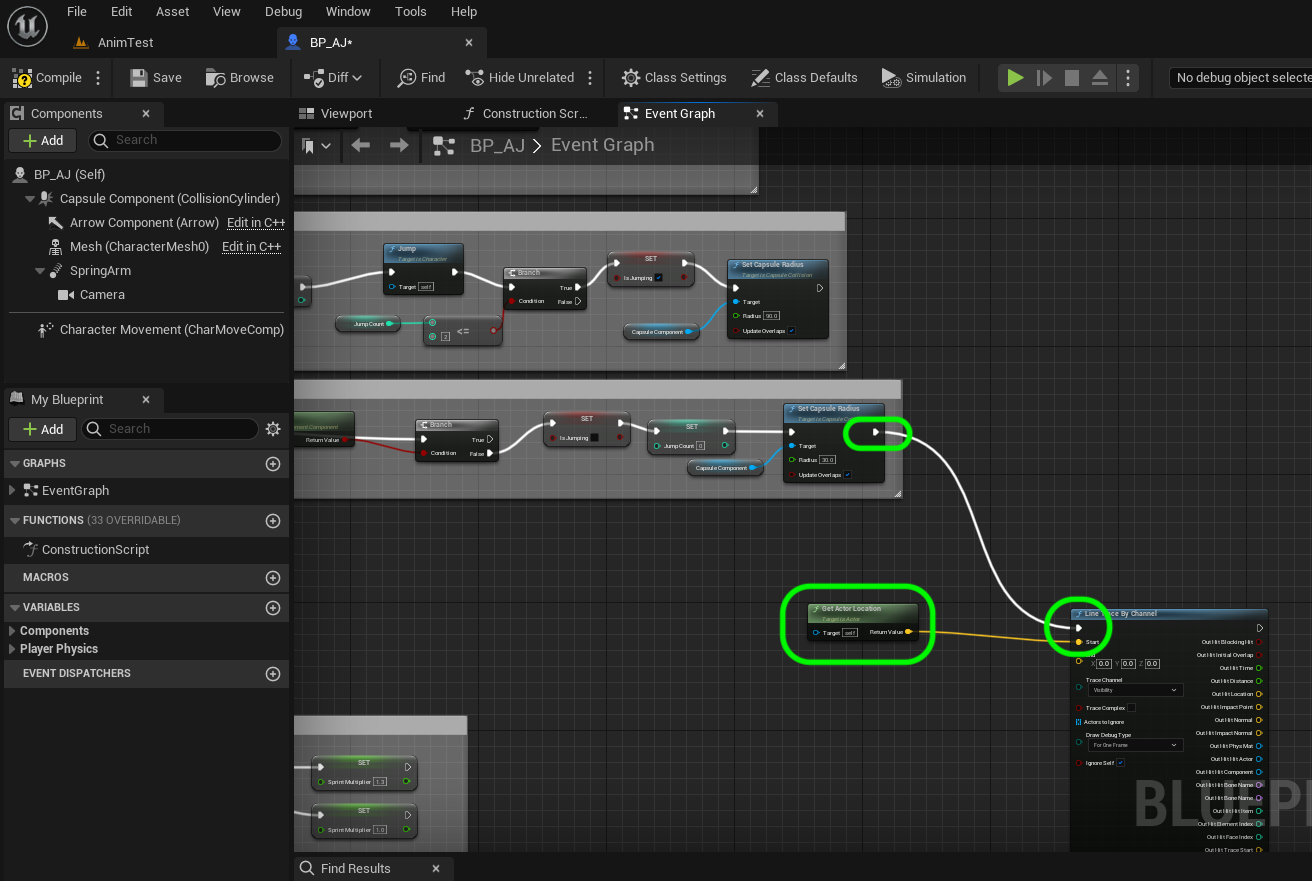 File Edit Asset View Debug Window Tools Help
AnimTest
BP_AJ*
Compile Save Browse Diff Find Hide Unrelated Class Settings Class Defaults Simulation No debug object selecte
Components
Viewport Construction Scr... Event Graph
Add Search
BP_AJ > Event Graph
BP_AJ (Self)
Capsule Component (CollisionCylinder)
Arrow Component (Arrow) Edit in C++
Mesh (CharacterMesh0) Edit in C++
SpringArm
Camera
Character Movement (CharMoveComp)
Jump
Target is Character
Target self
Branch
True
Condition False
SET
Is Jumping
Set Capsule Radius
Target is Capsule Collision
Target
Radius 90.0
Update Overlaps
Jump Count
2 <=
Capsule Component
My Blueprint
Add Search
GRAPHS
EventGraph
FUNCTIONS (33 OVERRIDABLE)
ConstructionScript
MACROS
VARIABLES
Components
Player Physics
EVENT DISPATCHERS
Return Value
Branch
True
Condition False
SET
Is Jumping
SET
Jump Count 0
Capsule Component
Set Capsule Radius
Target
Radius 30.0
Update Overlaps
Get Actor Location
Target is Actor
Target self Return Value
Line Trace By Channel
Start Out Hit Blocking Hit
Out Hit Initial Overlap
X 0.0 Y 0.0 Z 0.0
Out Hit Time
Trace Channel Out Hit Distance
Visibility Out Hit Location
Trace Complex Out Hit Impact Point
Actors to Ignore Out Hit Normal
Draw Debug Type Out Hit Impact Normal
For One Frame Out Hit Phys Mat
Ignore Self Out Hit Hit Actor
Out Hit Hit Component
Out Hit Hit Bone Name
Out Hit Bone Name
Out Hit Hit Item
Out Hit Element Index
Out Hit Face Index
Out Hit Trace Start
SET
Sprint Multiplier 1.3
SET
Sprint Multiplier 1.0
BLUEP
Find Results